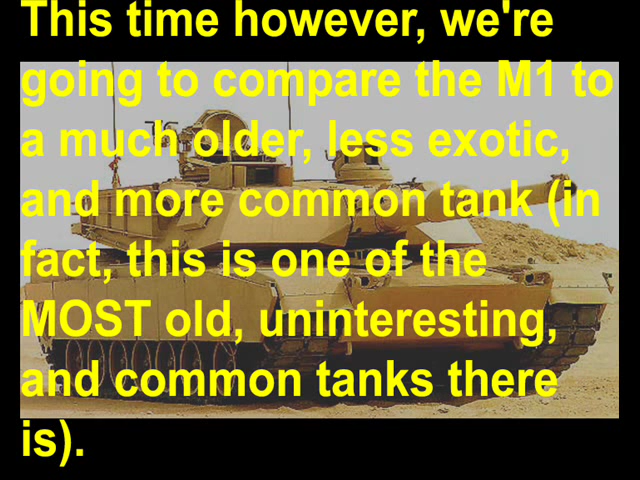 This time however, we're
going to compare the M1 to
a much older, less exotic,
and more common tank (in
fact, this is one of the
MOST old, uninteresting,
and common tanks there
is).